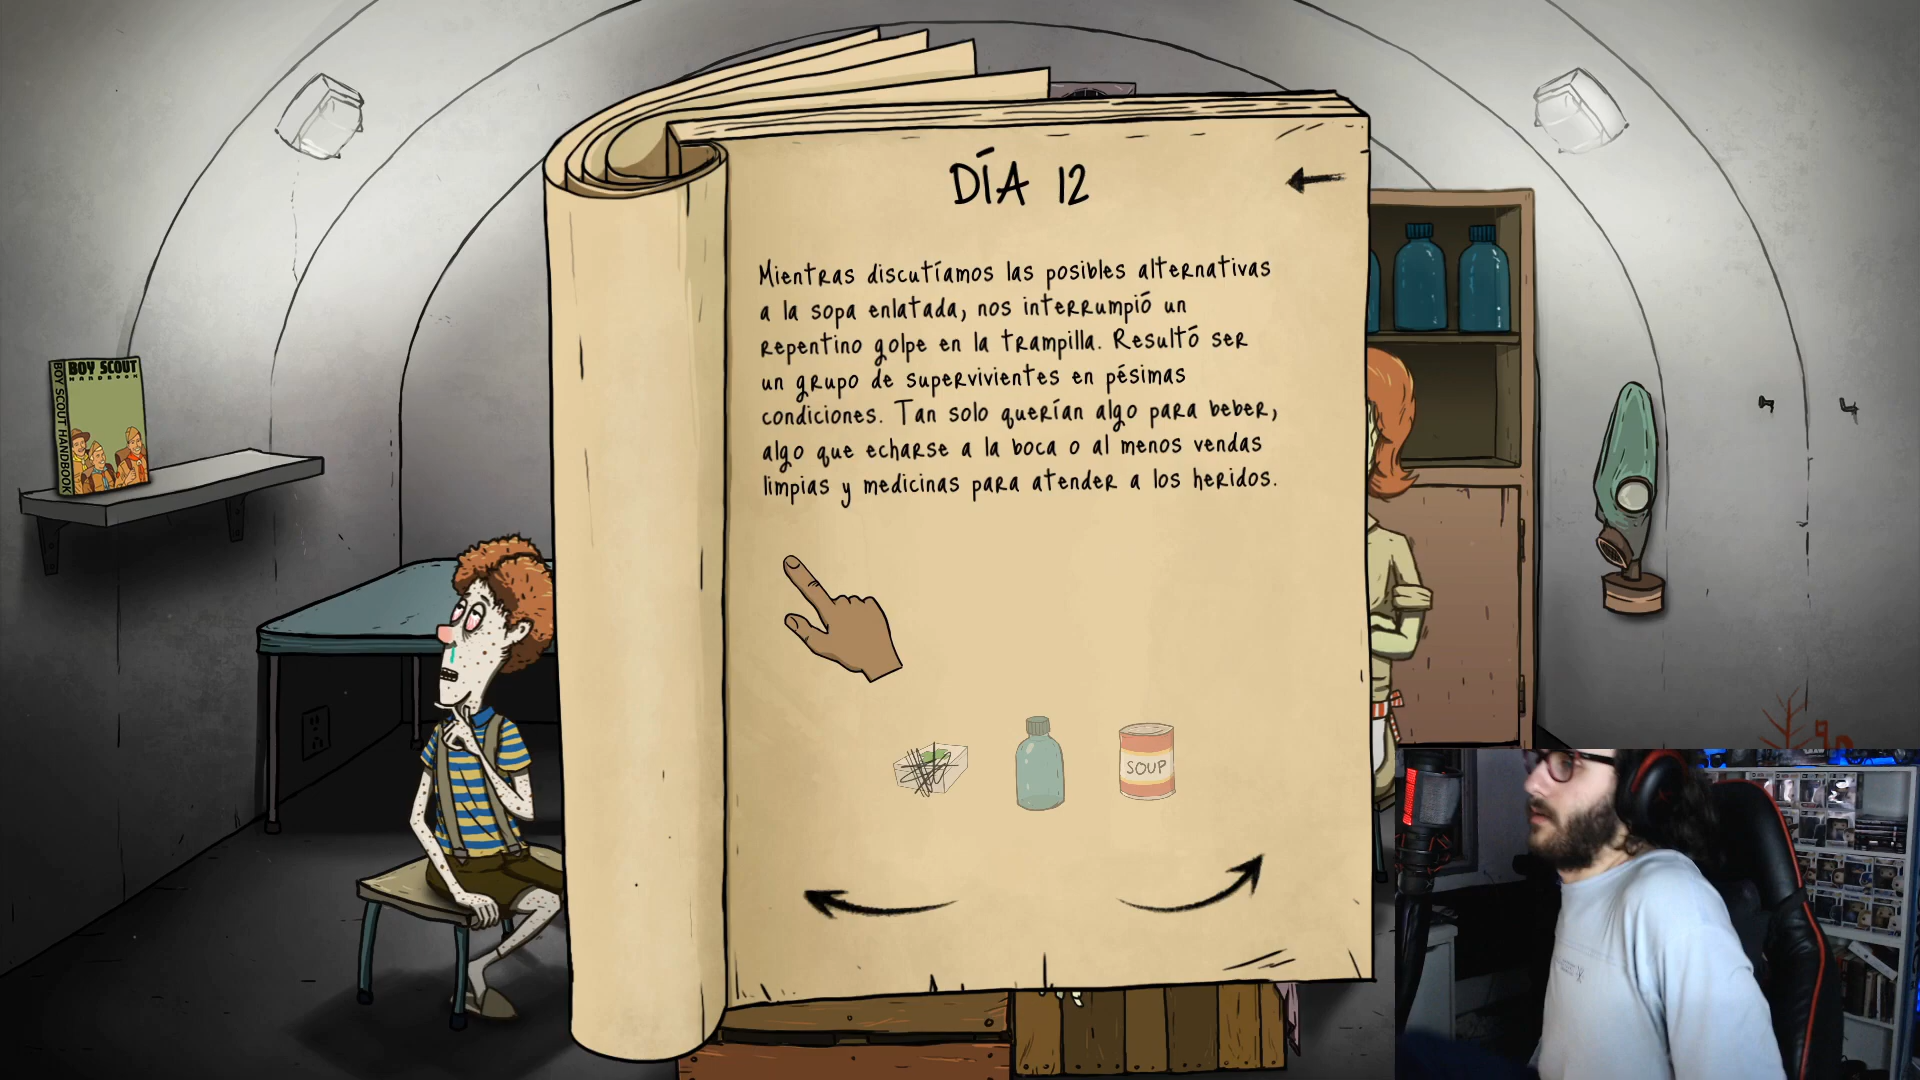 DÍA 12
Mientras discutíamos las posibles alternativas
a la sopa enlatada, nos interrumpió un
repentino golpe en la trampilla. Resultó ser
un grupo de supervivientes en pésimas
condiciones. Tan solo querían algo para beber,
algo que echarse a la boca o al menos vendas
limpias y medicinas para atender a los heridos.
BOY SCOUT
HANDBOOK
BOY SCOUT HANDBOOK
SOUP